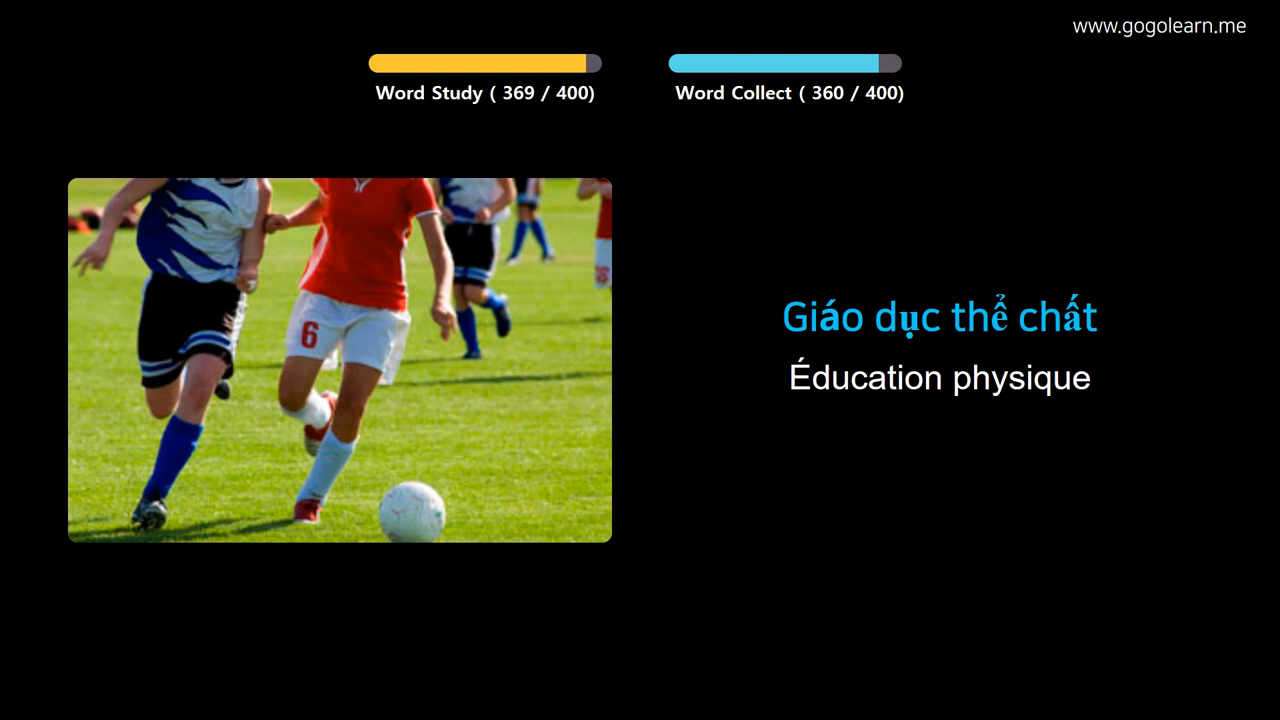 www.gogolearn.me
Word Study ( 369 / 400)
Word Collect ( 360 / 400)
Giáo dục thể chất
Éducation physique
6